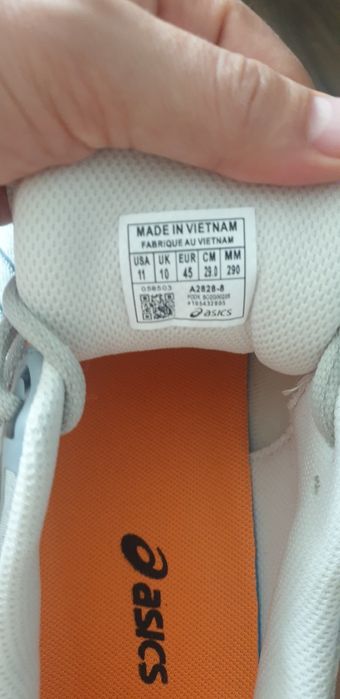 MADE IN VIETNAM
FABRIQUE AU VIETNAM
USA UK EUR CM MM
11 10 45 29.0 290
058503 A2828-8
asics
asics